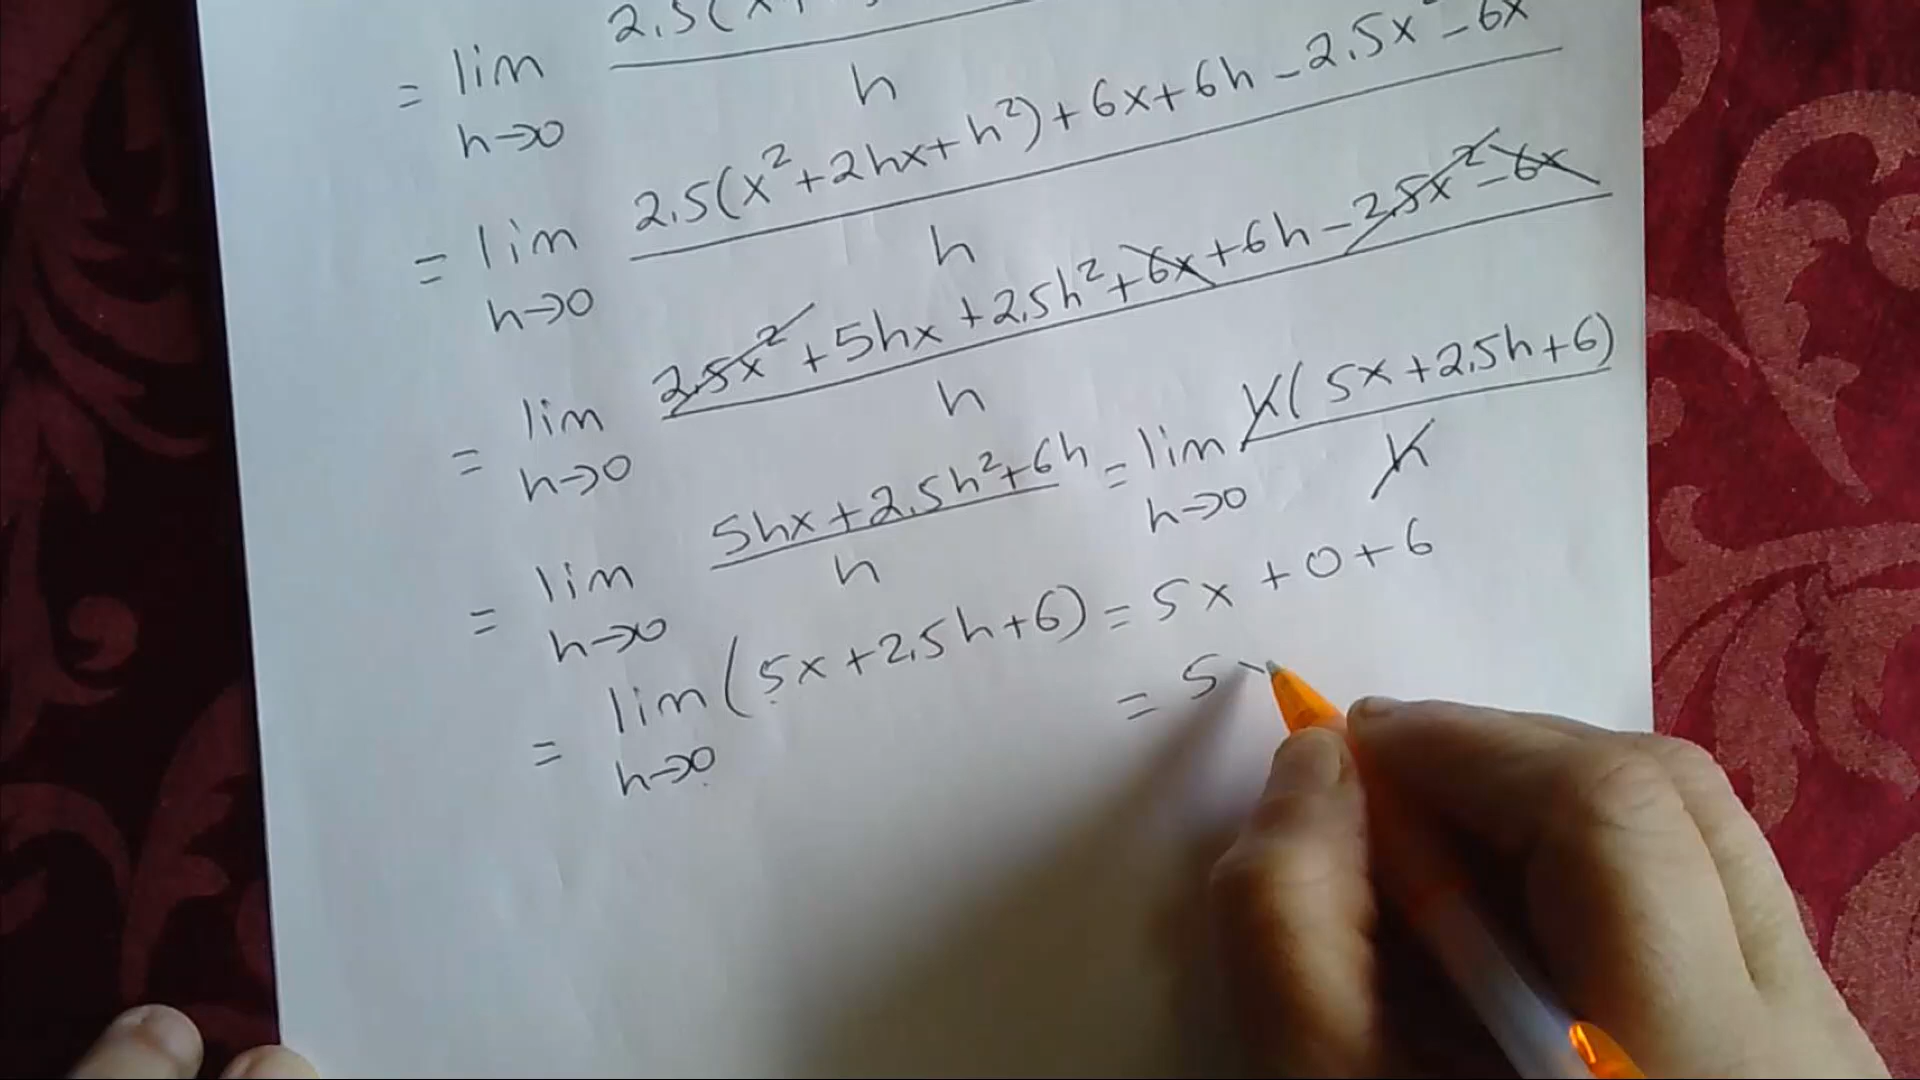 2.5(x+
= lim
h→0 h
2.5(x²+2hx+h²)+6x+6h-2.5x²-6x
= lim
h→0 h
2.5x²+5hx+2.5h²+6x+6h-2.5x²-6x
= lim
h→0 h
= lim 5hx+2.5h²+6h = lim h(5x+2.5h+6)
h→0 h h→0 h
= lim (5x+2.5h+6) = 5x+0+6
h→0
= 5x